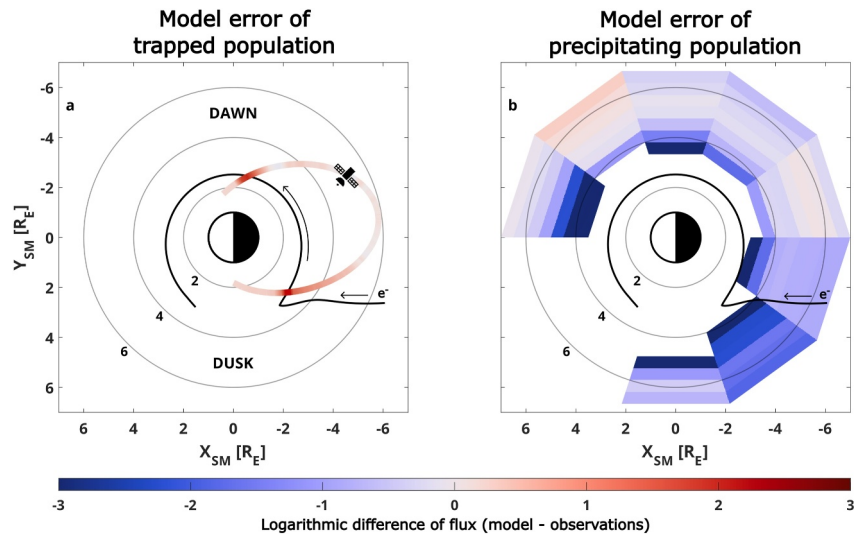 Model error of
trapped population
Model error of
precipitating population
a
b
DAWN
DUSK
2
4
6
e-
2
4
6
e-
-6
-4
-2
0
2
4
6
Y_SM [R_E]
6 4 2 0 -2 -4 -6
6 4 2 0 -2 -4 -6
X_SM [R_E]
X_SM [R_E]
-3 -2 -1 0 1 2 3
Logarithmic difference of flux (model - observations)